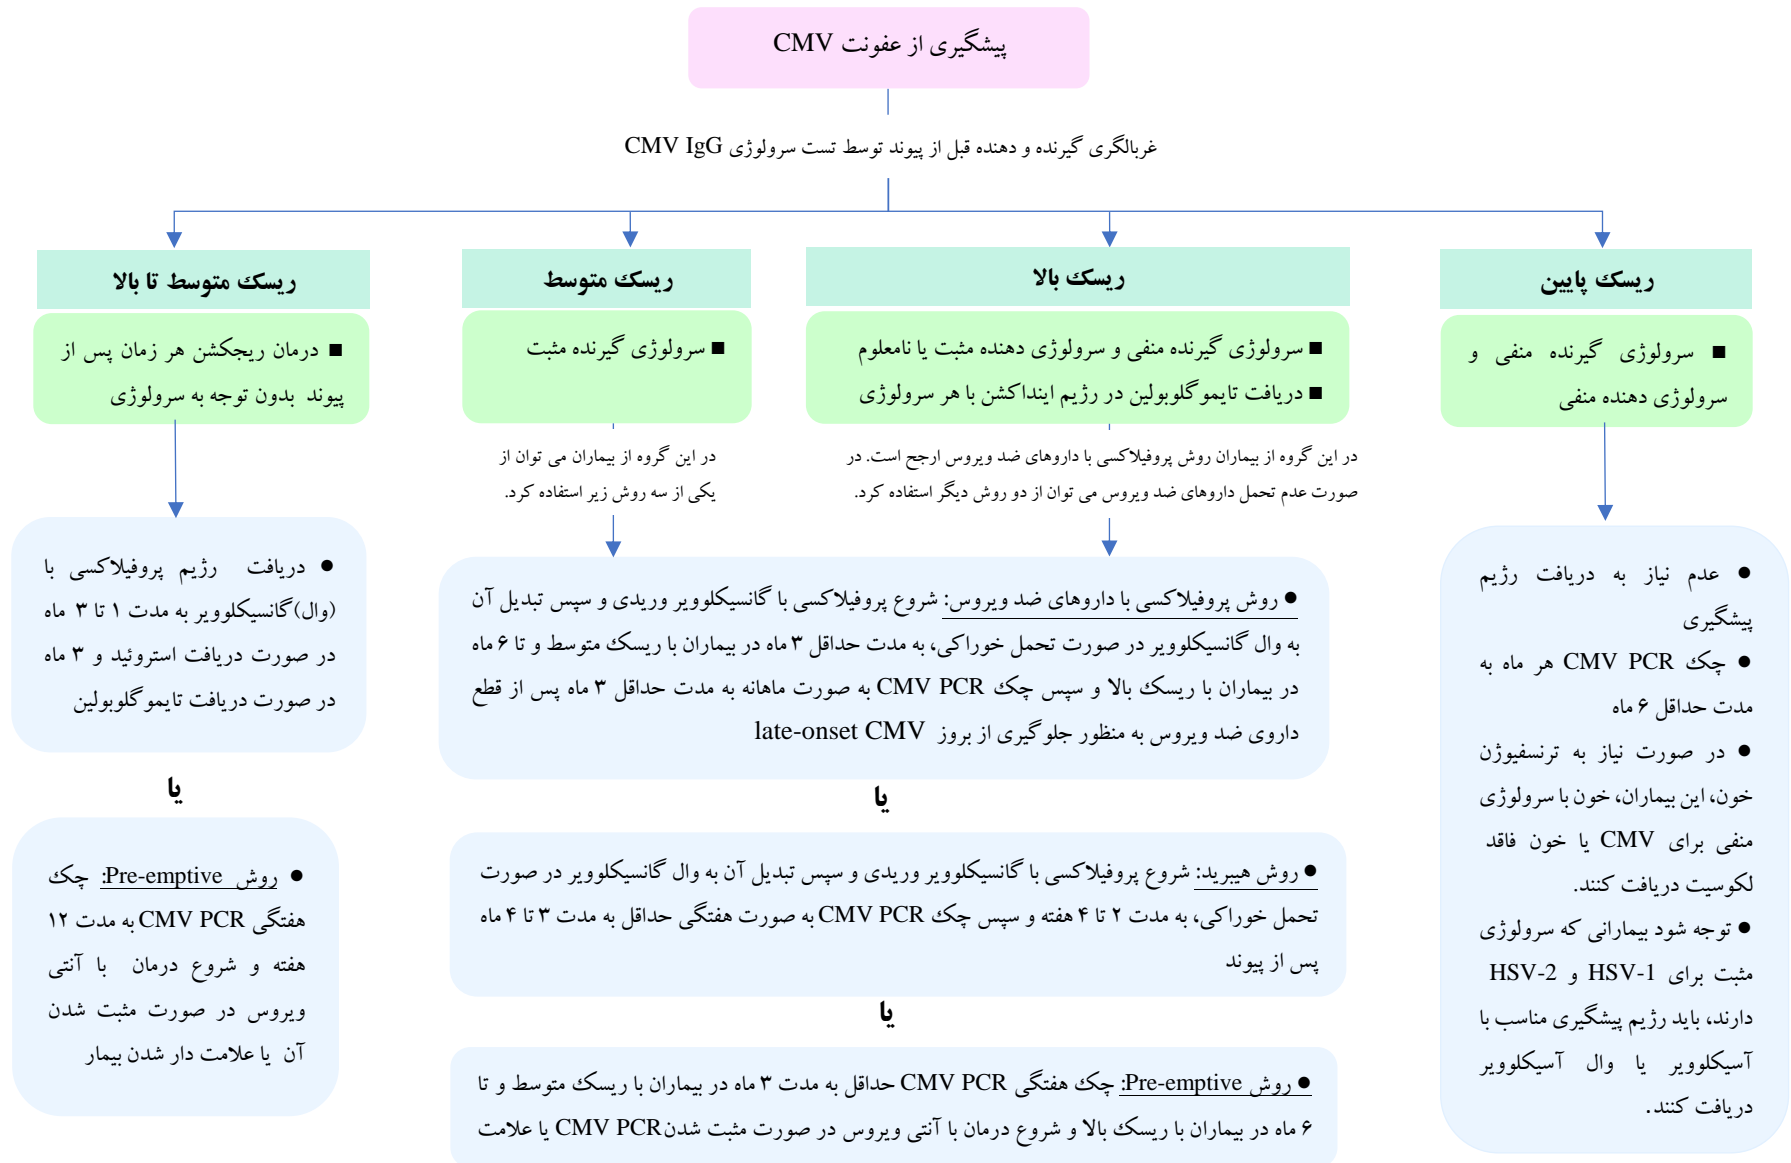 پیشگیری از عفونت CMV
غربالگری گیرنده و دهنده قبل از پیوند توسط تست سرولوژی CMV IgG
ریسک پایین
■ سرولوژی گیرنده منفی و
سرولوژی دهنده منفی
● عدم نیاز به دریافت رژیم
پیشگیری
● چک CMV PCR هر ماه به
مدت حداقل ۶ ماه
● در صورت نیاز به ترنسفیوژن
خون، این بیماران، خون با سرولوژی
منفی برای CMV یا خون فاقد
لکوسیت دریافت کنند.
● توجه شود بیمارانی که سرولوژی
مثبت برای HSV-1 و HSV-2
دارند، باید رژیم پیشگیری مناسب با
آسیکلوویر یا وال آسیکلوویر
دریافت کنند.
ریسک بالا
■ سرولوژی گیرنده منفی و سرولوژی دهنده مثبت یا نامعلوم
■ دریافت تایموگلوبولین در رژیم اینداکشن با هر سرولوژی
در این گروه از بیماران روش پروفیلاکسی با داروهای ضد ویروس ارجح است. در
صورت عدم تحمل داروهای ضد ویروس می توان از دو روش دیگر استفاده کرد.
ریسک متوسط
■ سرولوژی گیرنده مثبت
در این گروه از بیماران می توان از
یکی از سه روش زیر استفاده کرد.
● روش پروفیلاکسی با داروهای ضد ویروس: شروع پروفیلاکسی با گانسیکلوویر وریدی و سپس تبدیل آن
به وال گانسیکلوویر در صورت تحمل خوراکی، به مدت حداقل ۳ ماه در بیماران با ریسک متوسط و تا ۶ ماه
در بیماران با ریسک بالا و سپس چک CMV PCR به صورت ماهانه به مدت حداقل ۳ ماه پس از قطع
داروی ضد ویروس به منظور جلوگیری از بروز late-onset CMV
یا
● روش هیبرید: شروع پروفیلاکسی با گانسیکلوویر وریدی و سپس تبدیل آن به وال گانسیکلوویر در صورت
تحمل خوراکی، به مدت ۲ تا ۴ هفته و سپس چک CMV PCR به صورت هفتگی حداقل به مدت ۳ تا ۴ ماه
پس از پیوند
یا
● روش Pre-emptive: چک هفتگی CMV PCR حداقل به مدت ۳ ماه در بیماران با ریسک متوسط و تا
۶ ماه در بیماران با ریسک بالا و شروع درمان با آنتی ویروس در صورت مثبت شدنCMV PCR یا علامت
ریسک متوسط تا بالا
■ درمان ریجکشن هر زمان پس از
پیوند بدون توجه به سرولوژی
● دریافت رژیم پروفیلاکسی با
(وال)گانسیکلوویر به مدت ۱ تا ۳ ماه
در صورت دریافت استروئید و ۳ ماه
در صورت دریافت تایموگلوبولین
یا
● روش Pre-emptive: چک
هفتگی CMV PCR به مدت ۱۲
هفته و شروع درمان با آنتی
ویروس در صورت مثبت شدن
آن یا علامت دار شدن بیمار